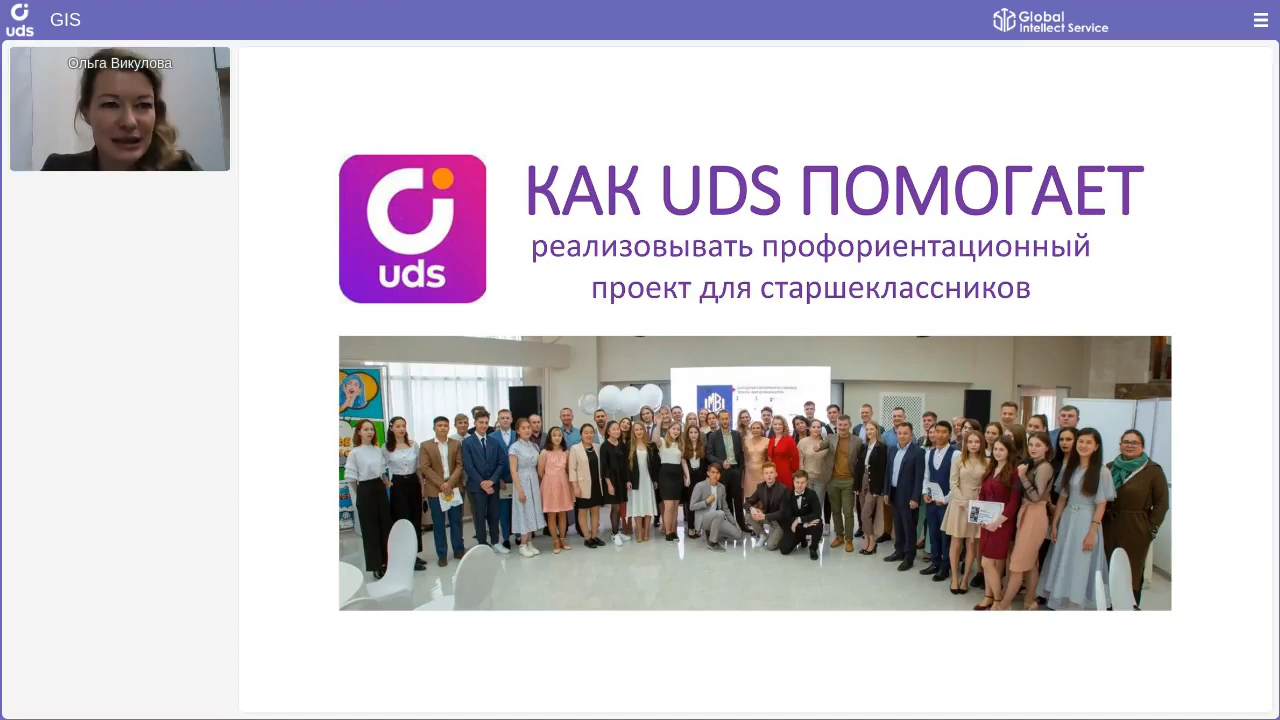 uds
GIS
Global
Intellect Service
Ольга Викулова
uds
КАК UDS ПОМОГАЕТ
реализовывать профориентационный
проект для старшеклассников